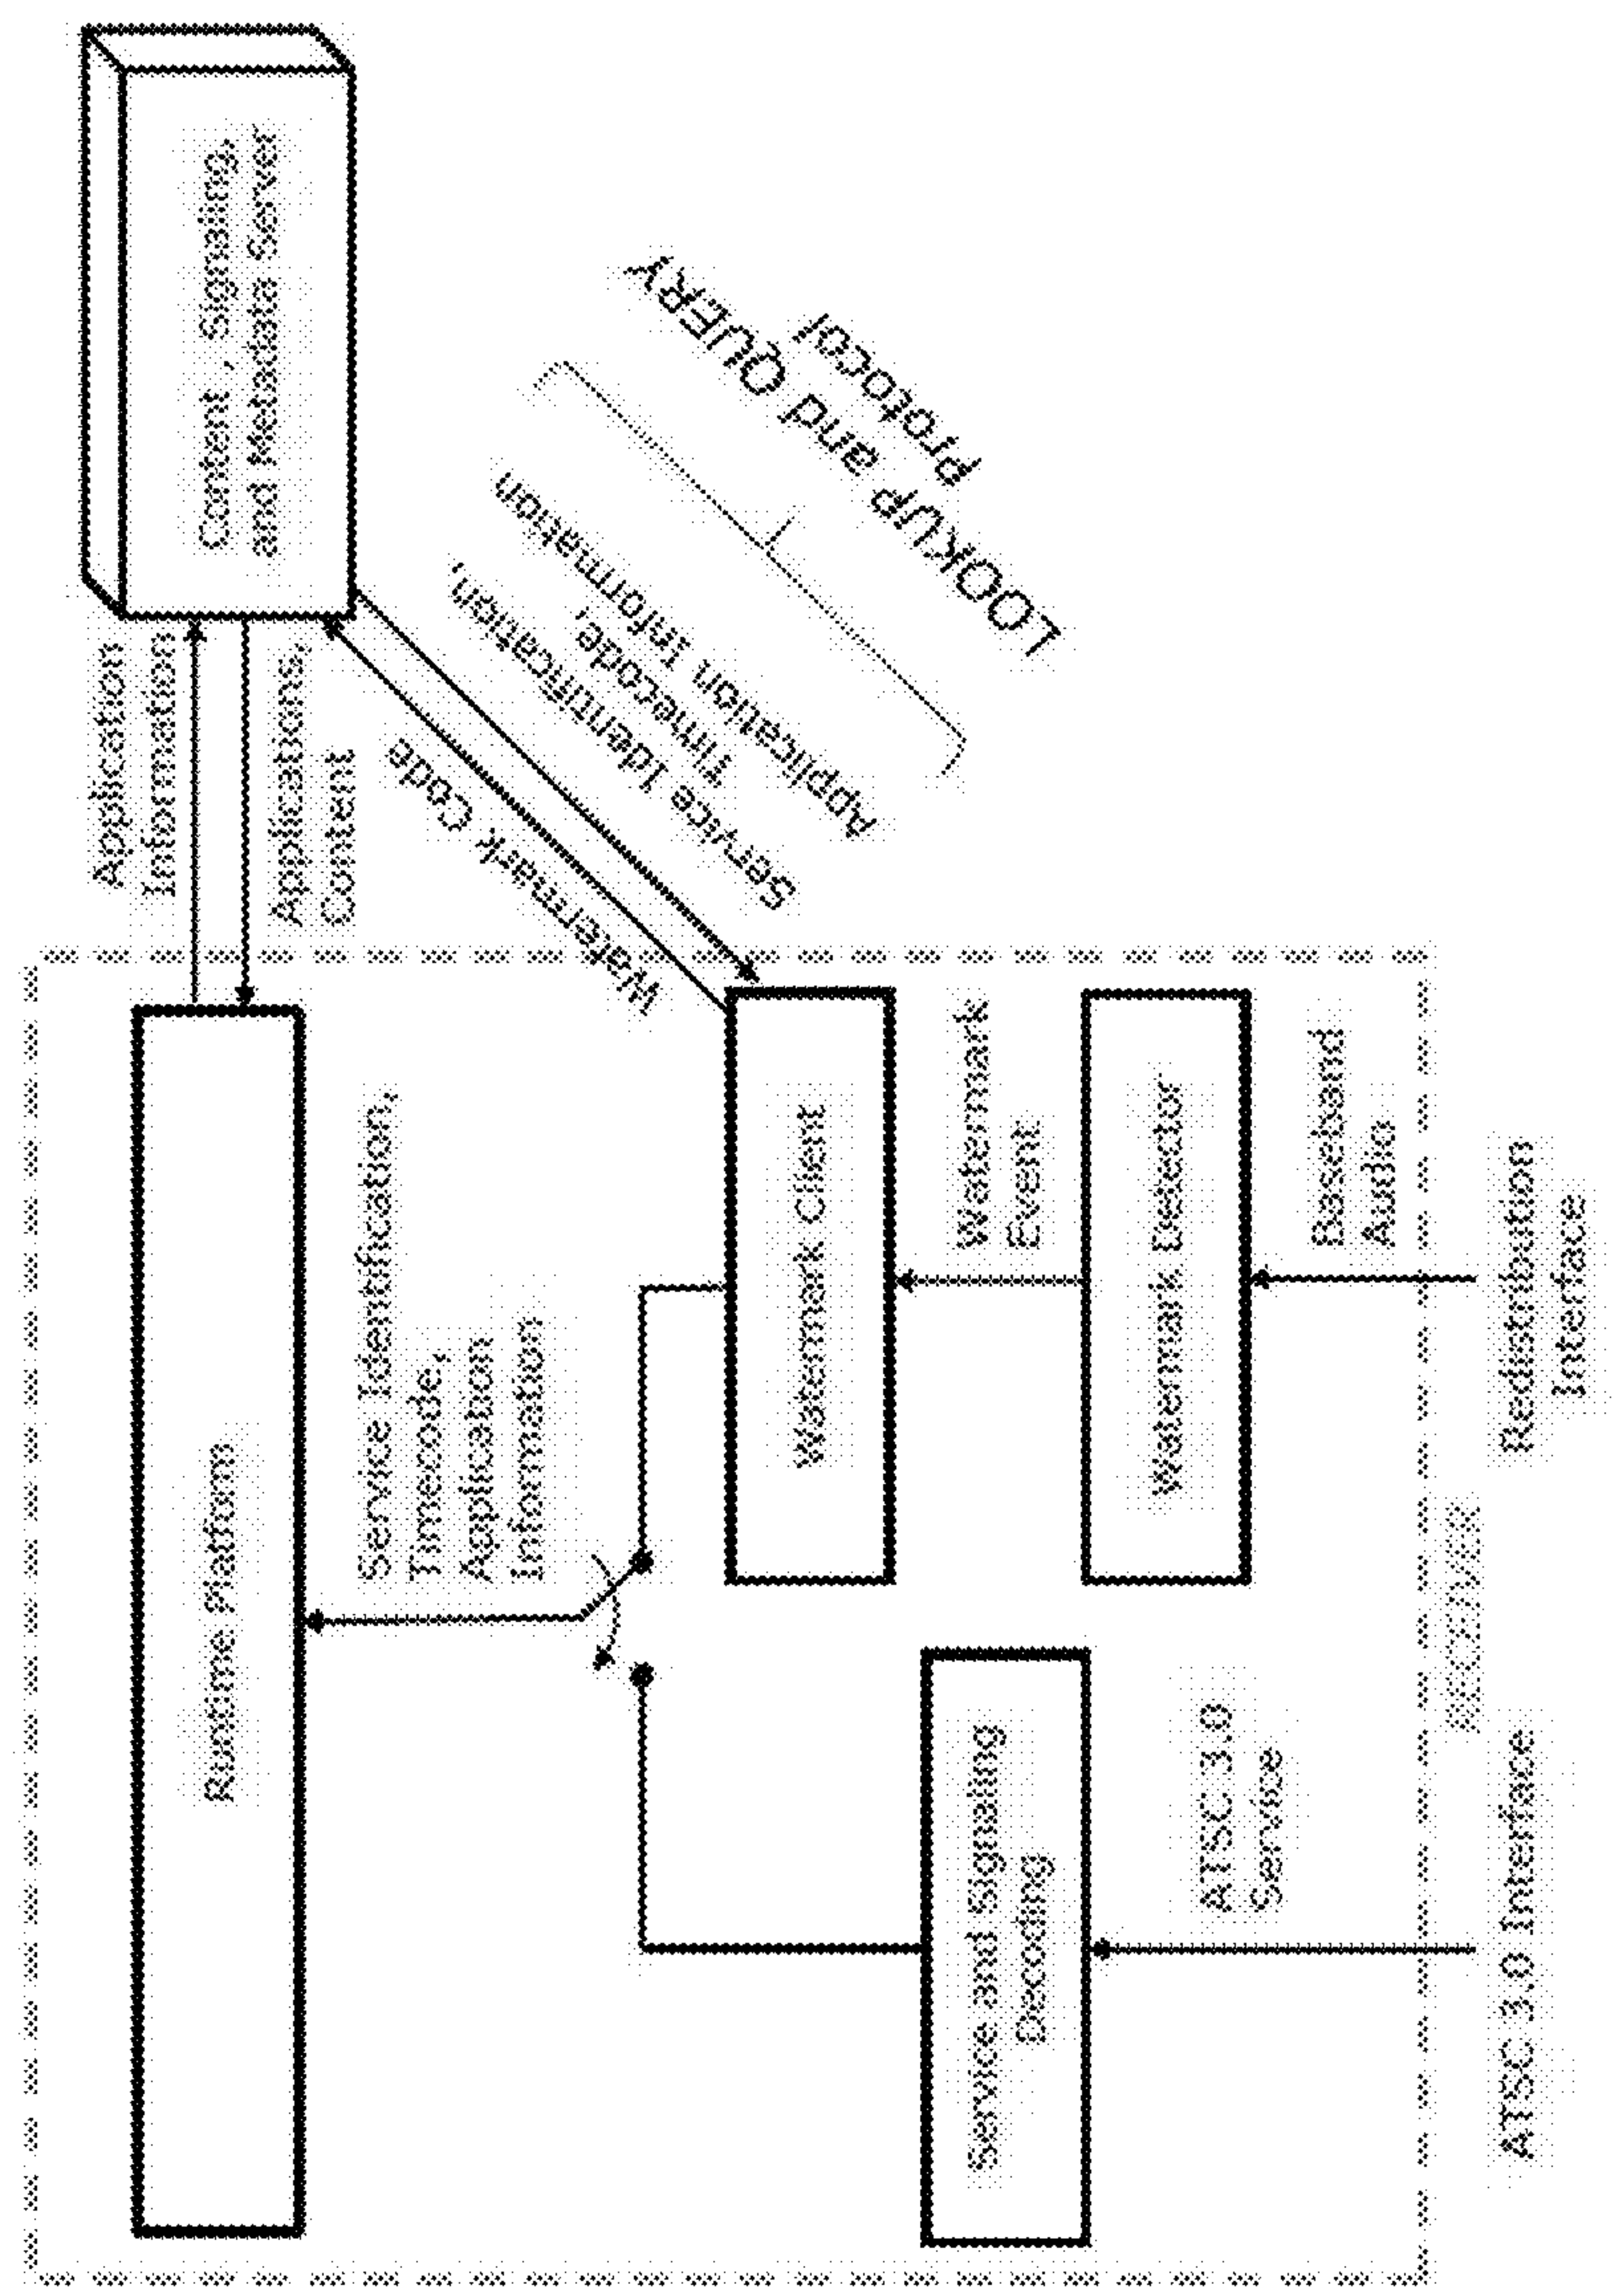 Runtime Platform
Application
Information
Applications,
Content
Content , Signaling,
and Metadata Server
Service Identification,
Timecode,
Application
Information
Watermark Code
Service Identification,
Timecode,
Application Information
LOOKUP and QUERY
Protocol
Watermark Client
Watermark
Event
Service and Signaling
Decoding
Watermark Detector
ATSC 3.0
Service
Baseband
Audio
RECEIVER
ATSC 3.0 Interface
Redistribution
Interface